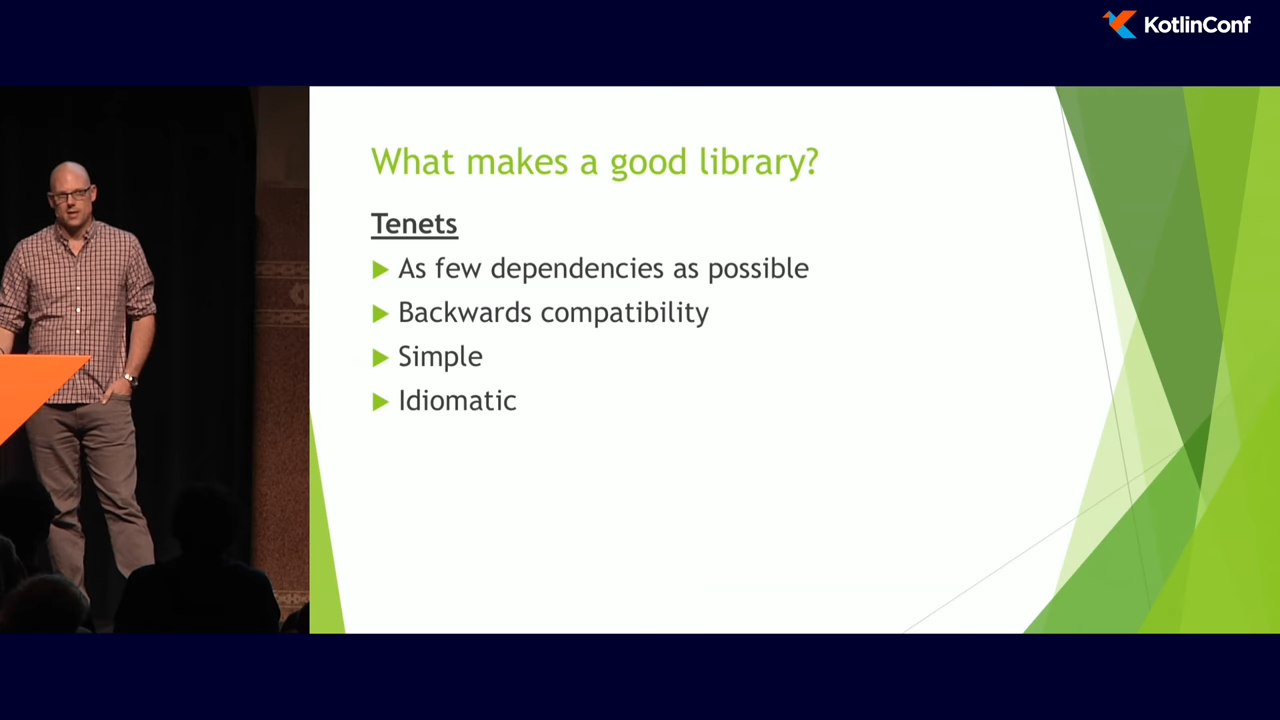 KotlinConf
What makes a good library?
Tenets
As few dependencies as possible
Backwards compatibility
Simple
Idiomatic